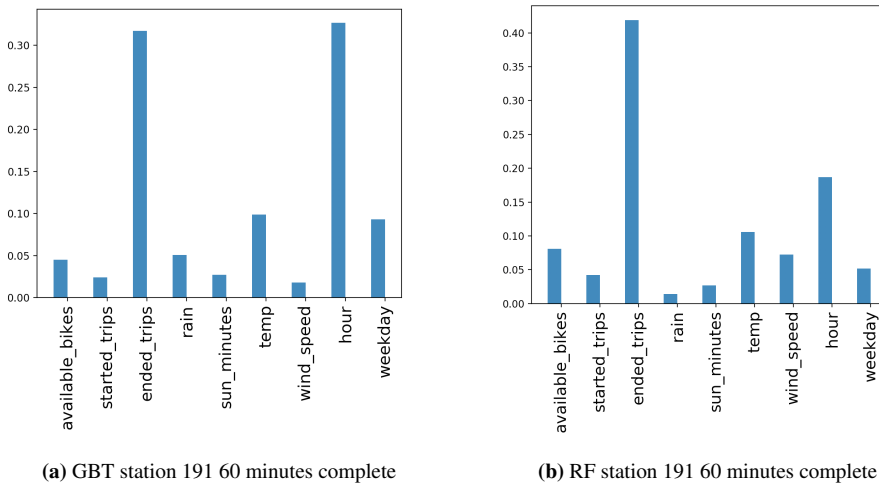 0.30
0.25
0.20
0.15
0.10
0.05
0.00
available_bikes
started_trips
ended_trips
rain
sun_minutes
temp
wind_speed
hour
weekday
(a) GBT station 191 60 minutes complete
0.40
0.35
0.30
0.25
0.20
0.15
0.10
0.05
0.00
available_bikes
started_trips
ended_trips
rain
sun_minutes
temp
wind_speed
hour
weekday
(b) RF station 191 60 minutes complete